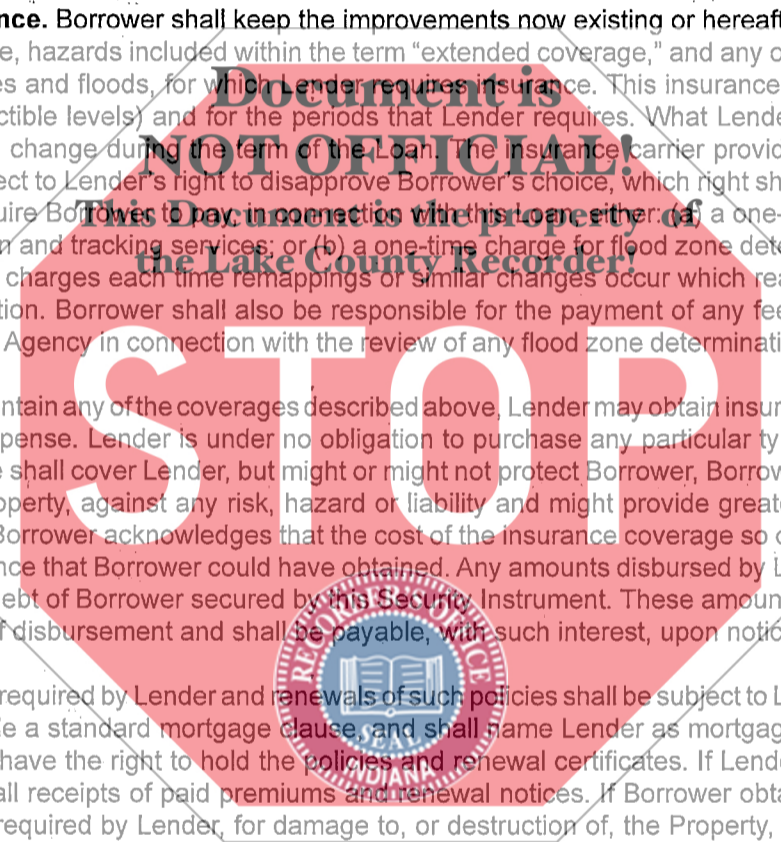 nce. Borrower shall keep the improvements now existing or hereaft
e, hazards included within the term “extended coverage,” and any o
es and floods, for which Lender requires insurance. This insurance
Document is
ctible levels) and for the periods that Lender requires. What Lende
NOT OFFICIAL!
change during the term of the Loan. The insurance carrier provid
ect to Lender's right to disapprove Borrower's choice, which right sh
This Document is the property of
uire Borrower to pay, in connection with this Loan, either: (a) a one-
n and tracking services; or (b) a one-time charge for flood zone dete
the Lake County Recorder!
charges each time remappings or similar changes occur which re
tion. Borrower shall also be responsible for the payment of any fee
Agency in connection with the review of any flood zone determinati
STOP
ntain any of the coverages described above, Lender may obtain insur
pense. Lender is under no obligation to purchase any particular ty
shall cover Lender, but might or might not protect Borrower, Borrow
operty, against any risk, hazard or liability and might provide great
Borrower acknowledges that the cost of the insurance coverage so o
nce that Borrower could have obtained. Any amounts disbursed by L
ebt of Borrower secured by this Security Instrument. These amoun
f disbursement and shall be payable, with such interest, upon notic
RECORDER'S OFFICE
SEAL
INDIANA
required by Lender and renewals of such policies shall be subject to L
e a standard mortgage clause, and shall name Lender as mortgag
have the right to hold the policies and renewal certificates. If Lende
all receipts of paid premiums and renewal notices. If Borrower obta
required by Lender, for damage to, or destruction of, the Property,